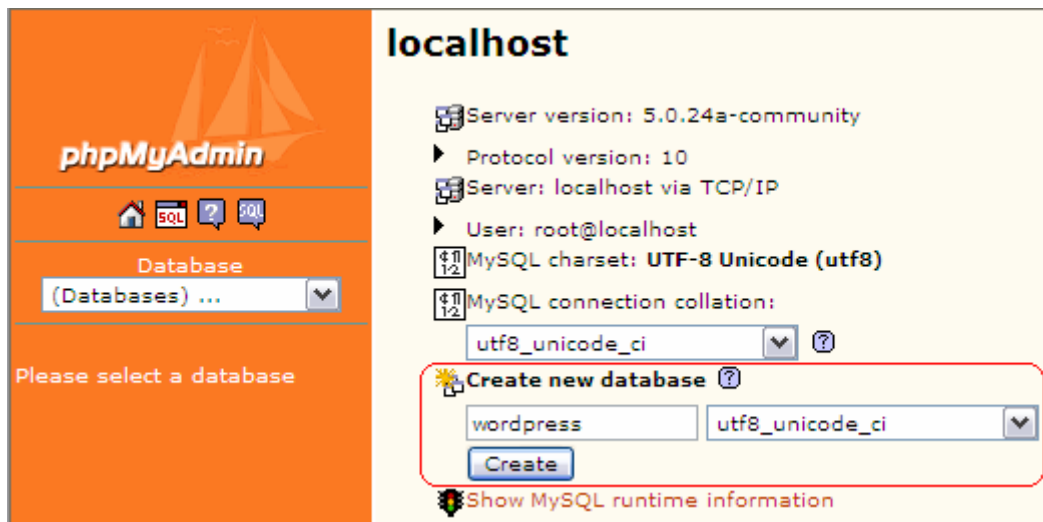 phpMyAdmin
SQL ? SQL
Database
(Databases) ...
Please select a database
localhost
Server version: 5.0.24a-community
Protocol version: 10
Server: localhost via TCP/IP
User: root@localhost
MySQL charset: UTF-8 Unicode (utf8)
MySQL connection collation:
utf8_unicode_ci ?
Create new database ?
wordpress utf8_unicode_ci
Create
Show MySQL runtime information